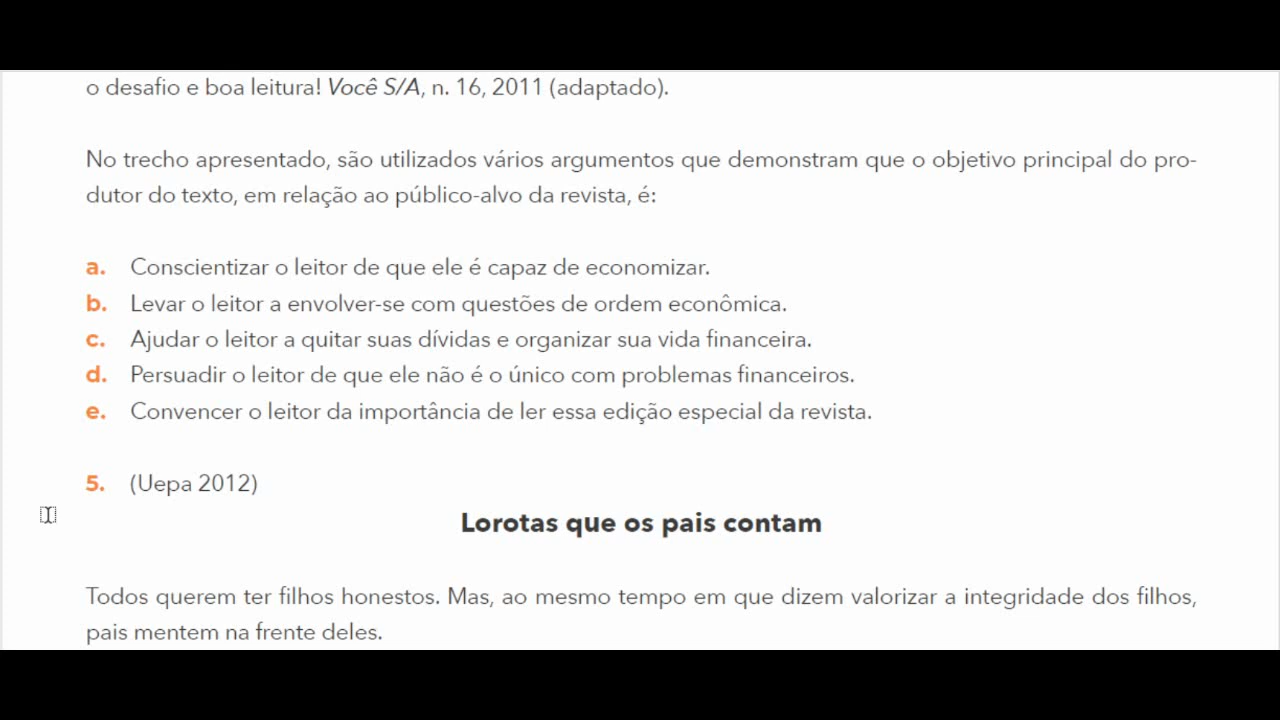 o desafio e boa leitura! Você S/A, n. 16, 2011 (adaptado).
No trecho apresentado, são utilizados vários argumentos que demonstram que o objetivo principal do pro-
dutor do texto, em relação ao público-alvo da revista, é:
a. Conscientizar o leitor de que ele é capaz de economizar.
b. Levar o leitor a envolver-se com questões de ordem econômica.
c. Ajudar o leitor a quitar suas dívidas e organizar sua vida financeira.
d. Persuadir o leitor de que ele não é o único com problemas financeiros.
e. Convencer o leitor da importância de ler essa edição especial da revista.
5. (Uepa 2012)
Lorotas que os pais contam
Todos querem ter filhos honestos. Mas, ao mesmo tempo em que dizem valorizar a integridade dos filhos,
pais mentem na frente deles.